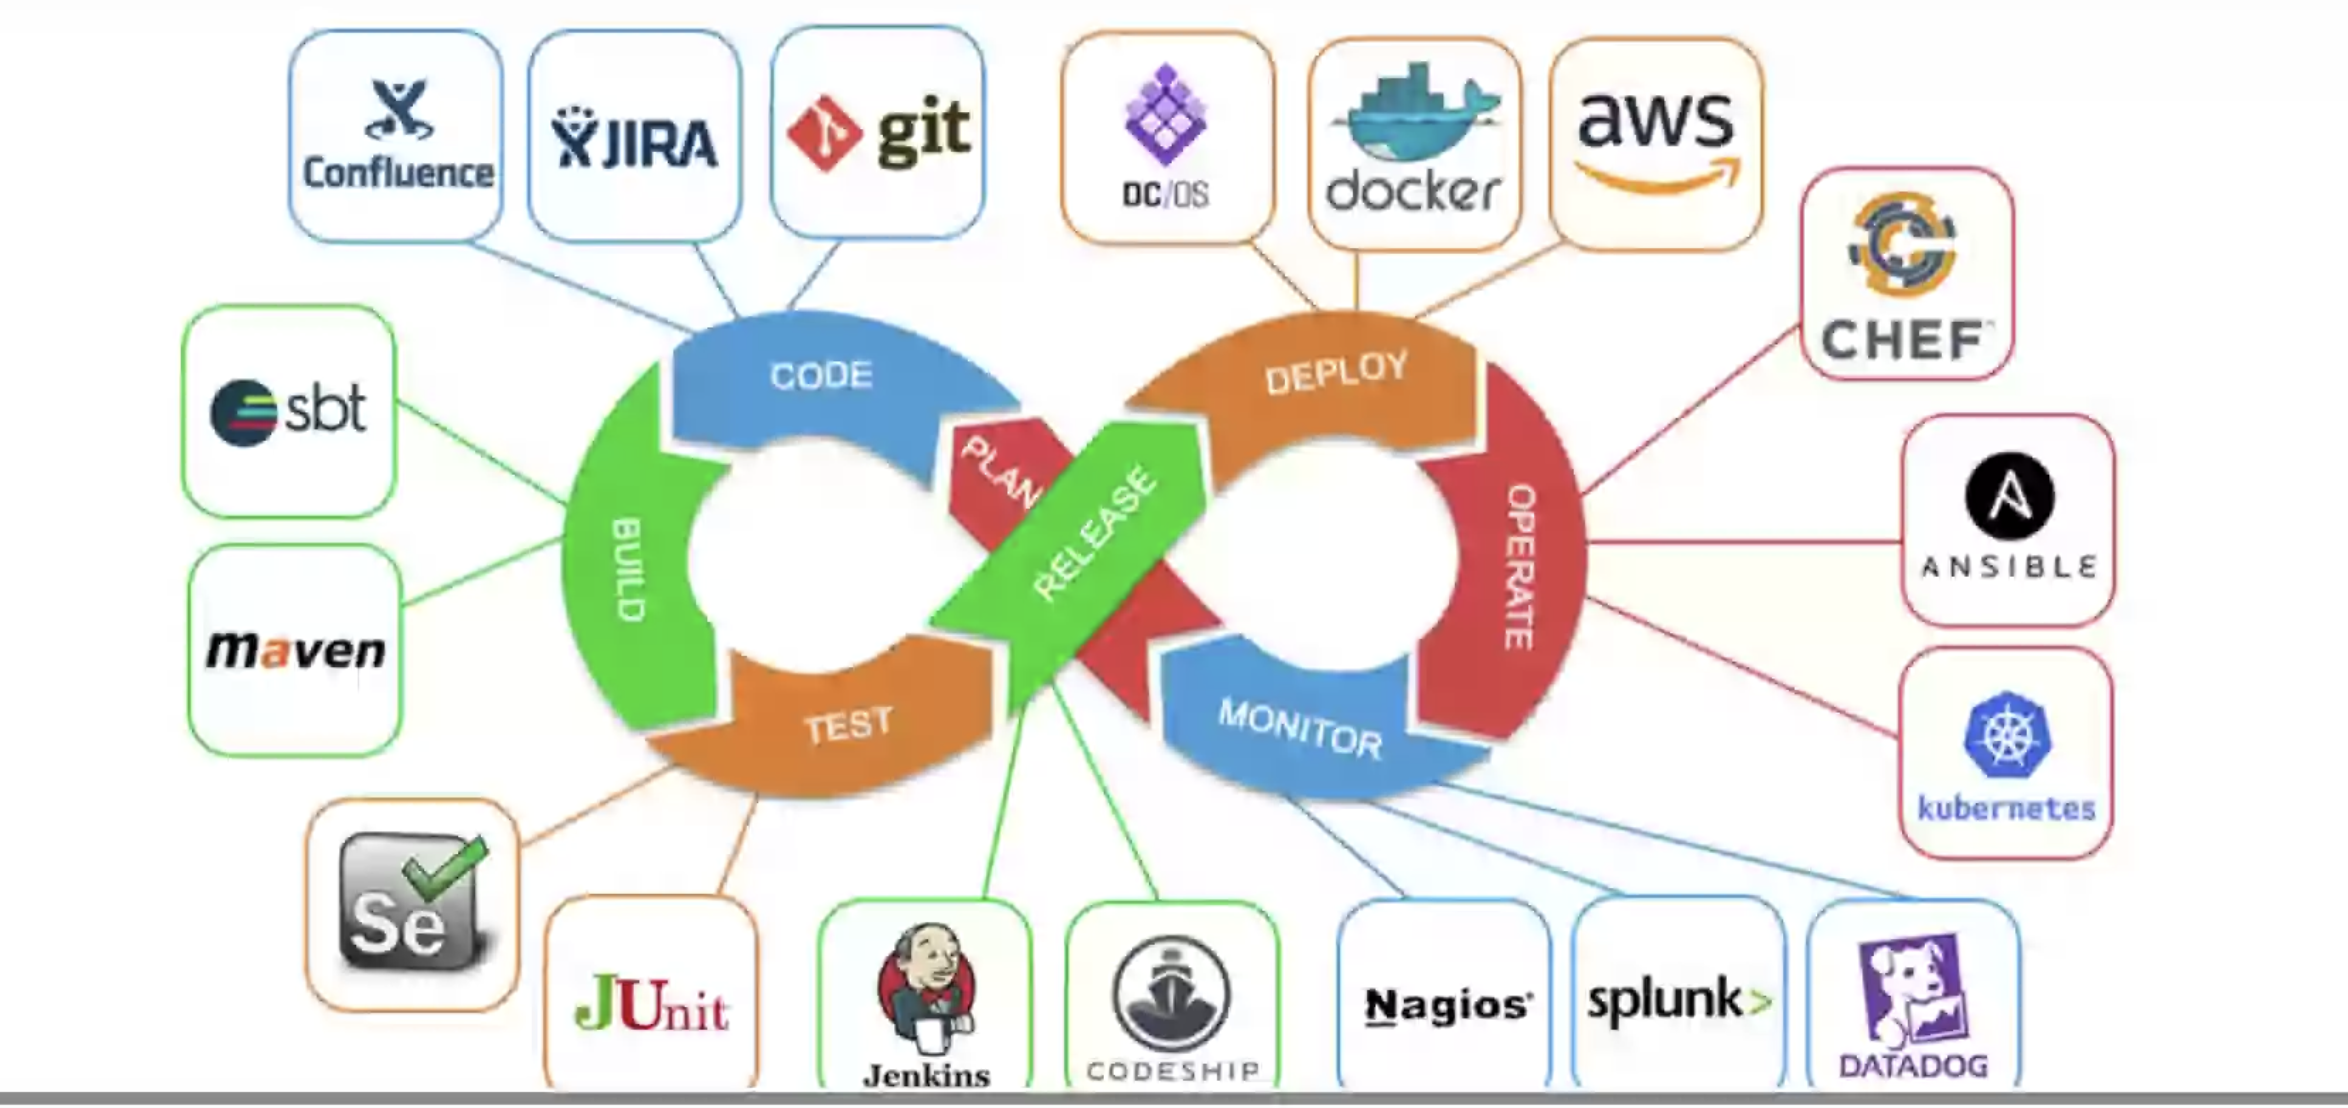 Confluence
JIRA
git
DC/OS
docker
aws
CHEF
sbt
CODE
DEPLOY
PLAN
RELEASE
BUILD
OPERATE
ANSIBLE
maven
TEST
MONITOR
kubernetes
Se
JUnit
Jenkins
CODESHIP
Nagios®
splunk>
DATADOG